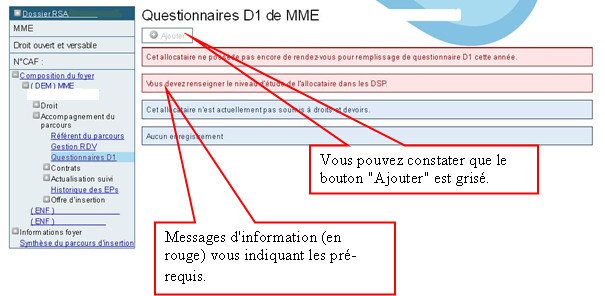 Dossier RSA
MME
Droit ouvert et versable
N°CAF :
Composition du foyer
( DEM ) MME
Droit
Accompagnement du
parcours
Référent du parcours
Gestion RDV
Questionnaires D1
Contrats
Actualisation suivi
Historique des EPs
Offre d'insertion
( ENF )
( ENF )
Informations foyer
Synthèse du parcours d'insertion
Questionnaires D1 de MME
Ajouter
Cet allocataire ne possède pas encore de rendez-vous pour remplissage de questionnaire D1 cette année.
Vous devez renseigner le niveau d'étude de l'allocataire dans les DSP.
Cet allocataire n'est actuellement pas soumis à droits et devoirs.
Aucun enregistrement
Vous pouvez constater que le
bouton "Ajouter" est grisé.
Messages d'information (en
rouge) vous indiquant les pré-
requis.